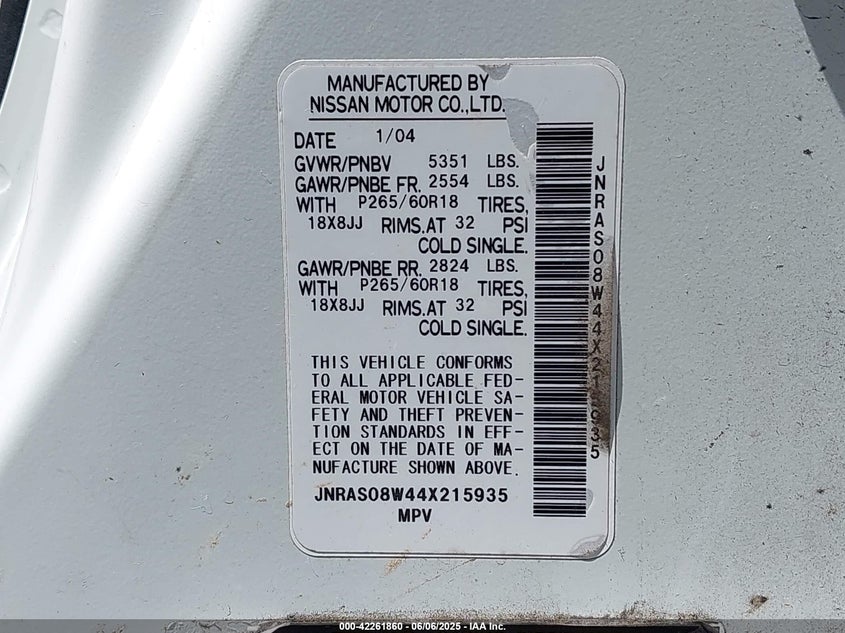 MANUFACTURED BY
NISSAN MOTOR CO.,LTD.
DATE 1/04
GVWR/PNBV 5351 LBS.
GAWR/PNBE FR. 2554 LBS.
WITH P265/60R18 TIRES,
18X8JJ RIMS.AT 32 PSI
COLD SINGLE.
GAWR/PNBE RR. 2824 LBS.
WITH P265/60R18 TIRES,
18X8JJ RIMS.AT 32 PSI
COLD SINGLE.
THIS VEHICLE CONFORMS
TO ALL APPLICABLE FED-
ERAL MOTOR VEHICLE SA-
FETY AND THEFT PREVEN-
TION STANDARDS IN EFF-
ECT ON THE DATE OF MA-
NUFACTURE SHOWN ABOVE.
JNRAS08W44X215935
MPV
JNRAS08W44X215935
000-42261860 - 06/06/2025 - IAA Inc.